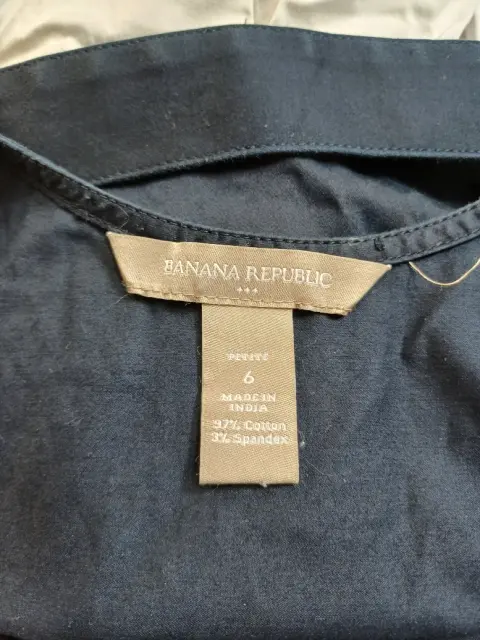 BANANA REPUBLIC
PETITE
6
MADE IN
INDIA
97% Cotton
3% Spandex